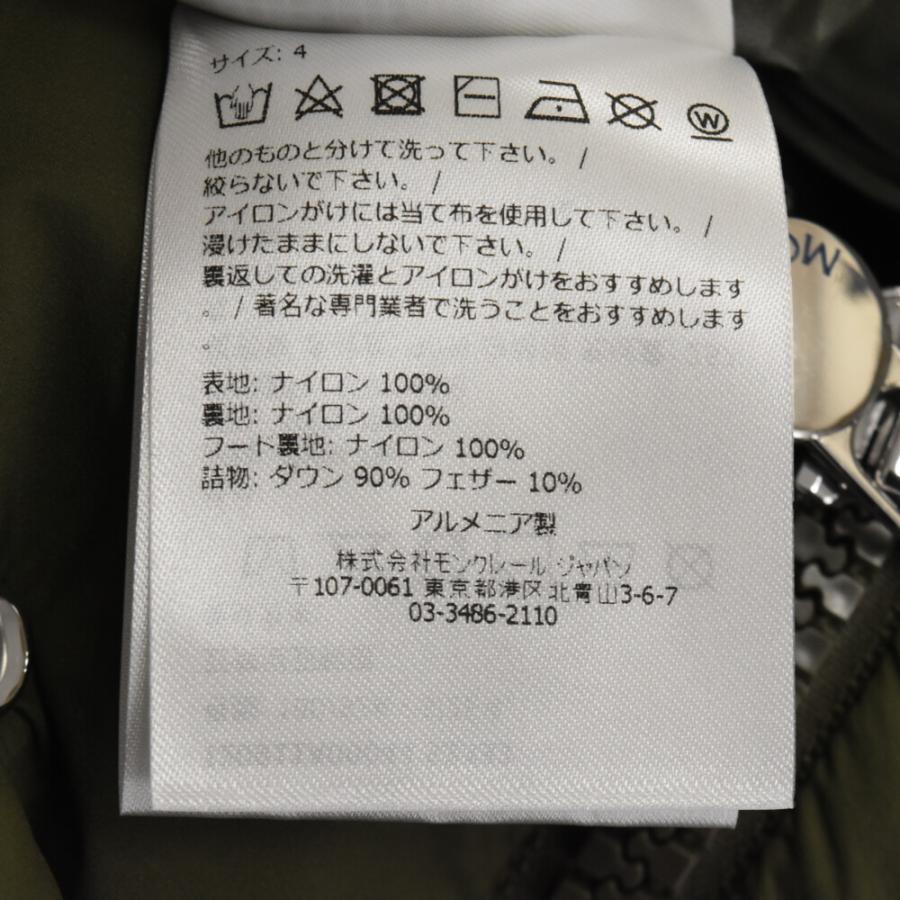 サイズ: 4
W
他のものと分けて洗って下さい。 /
絞らないで下さい。 /
アイロンがけには当て布を使用して下さい。 /
浸けたままにしないで下さい。 /
裏返しての洗濯とアイロンがけをおすすめします
。 / 著名な専門業者で洗うことをおすすめします
。
表地: ナイロン 100%
裏地: ナイロン 100%
フード裏地: ナイロン 100%
詰物: ダウン 90% フェザー 10%
アルメニア製
株式会社モンクレール ジャパン
〒107-0061 東京都港区北青山3-6-7
03-3486-2110